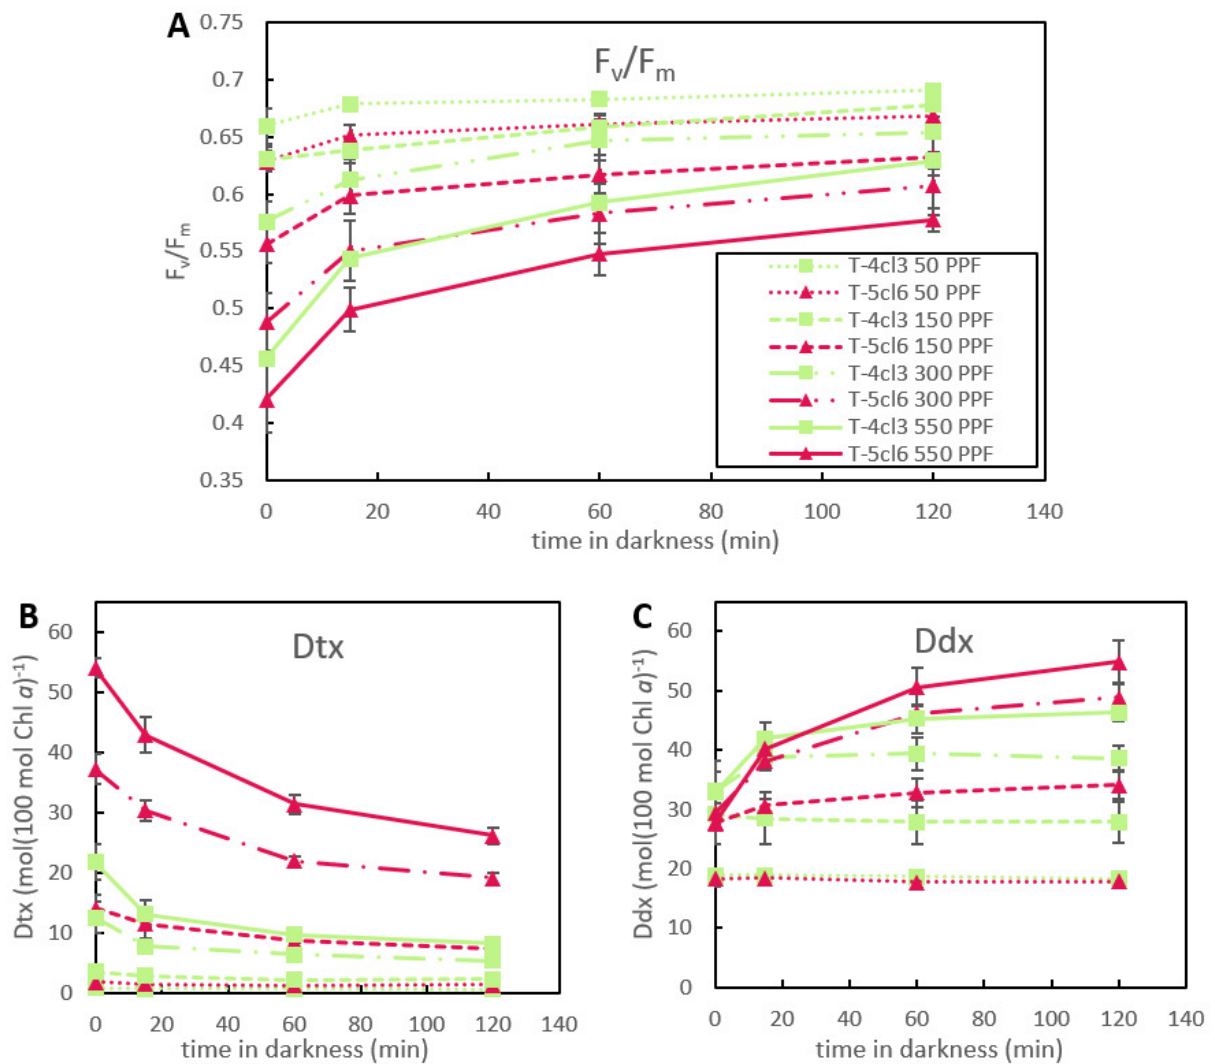 A
F_v/F_m
0.75
0.7
0.65
0.6
0.55
0.5
0.45
0.4
0.35
F_v/F_m
T-4cl3 50 PPF
T-5cl6 50 PPF
T-4cl3 150 PPF
T-5cl6 150 PPF
T-4cl3 300 PPF
T-5cl6 300 PPF
T-4cl3 550 PPF
T-5cl6 550 PPF
0 20 40 60 80 100 120 140
time in darkness (min)
B
Dtx
60
50
40
30
20
10
0
Dtx (mol(100 mol Chl a)⁻¹)
0 20 40 60 80 100 120 140
time in darkness (min)
C
Ddx
60
50
40
30
20
10
0
Ddx (mol(100 mol Chl a)⁻¹)
0 20 40 60 80 100 120 140
time in darkness (min)